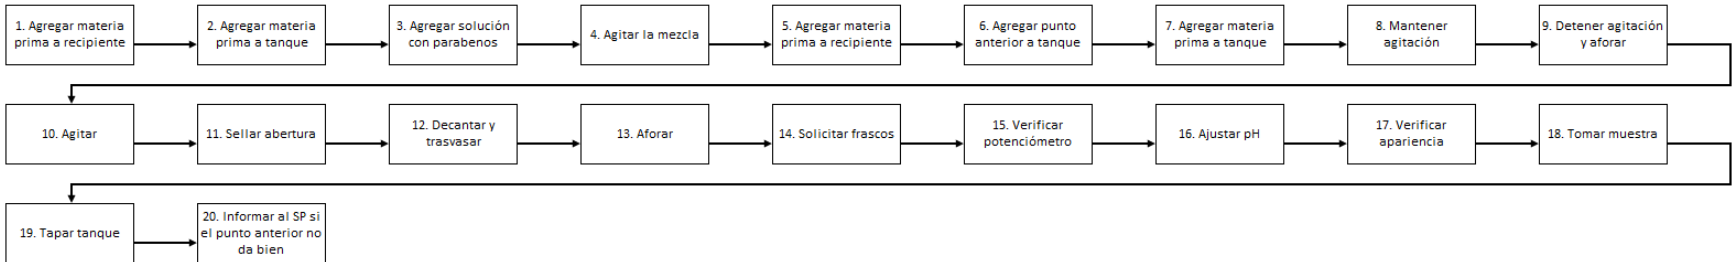 1. Agregar materia
prima a recipiente
2. Agregar materia
prima a tanque
3. Agregar solución
con parabenos
4. Agitar la mezcla
5. Agregar materia
prima a recipiente
6. Agregar punto
anterior a tanque
7. Agregar materia
prima a tanque
8. Mantener
agitación
9. Detener agitación
y aforar
10. Agitar
11. Sellar abertura
12. Decantar y
trasvasar
13. Aforar
14. Solicitar frascos
15. Verificar
potenciómetro
16. Ajustar pH
17. Verificar
apariencia
18. Tomar muestra
19. Tapar tanque
20. Informar al SP si
el punto anterior no
da bien